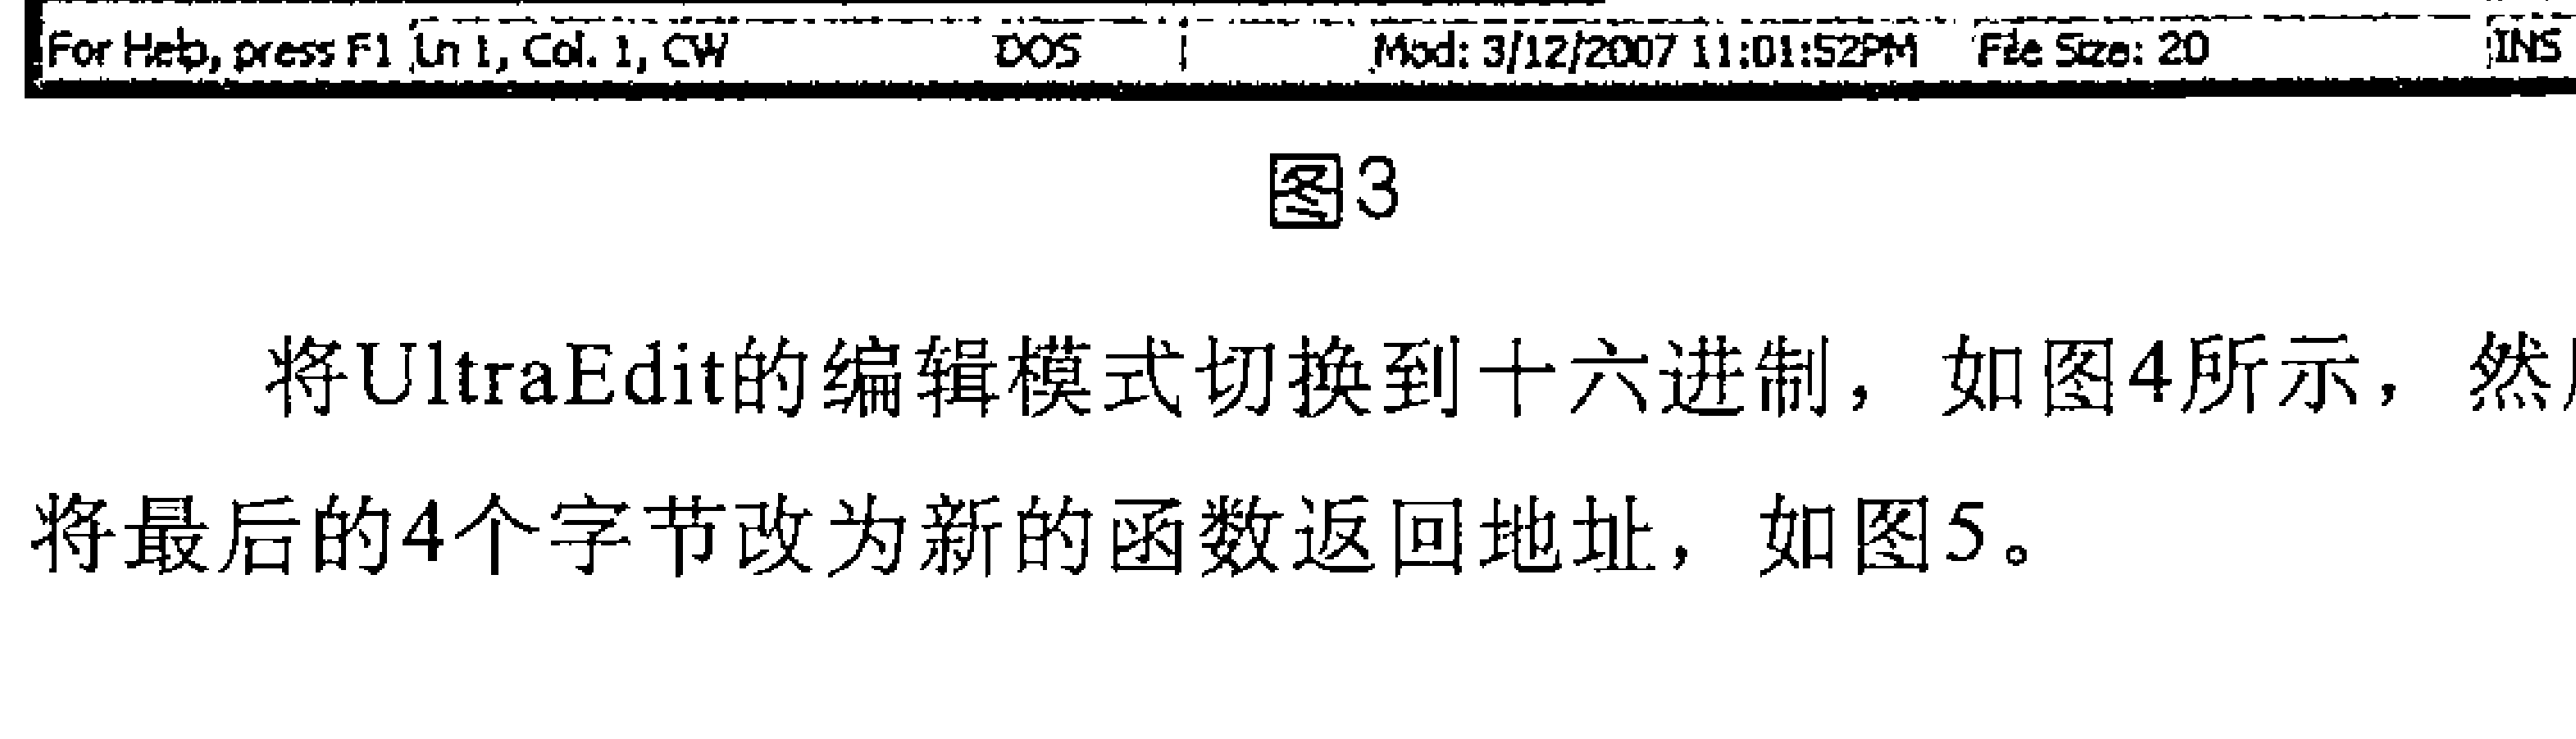 For Help, press F1 Ln 1, Col. 1, CW DOS Mod: 3/12/2007 11:01:52PM File Size: 20 INS
图3
将UltraEdit的编辑模式切换到十六进制，如图4所示，然
将最后的4个字节改为新的函数返回地址，如图5。